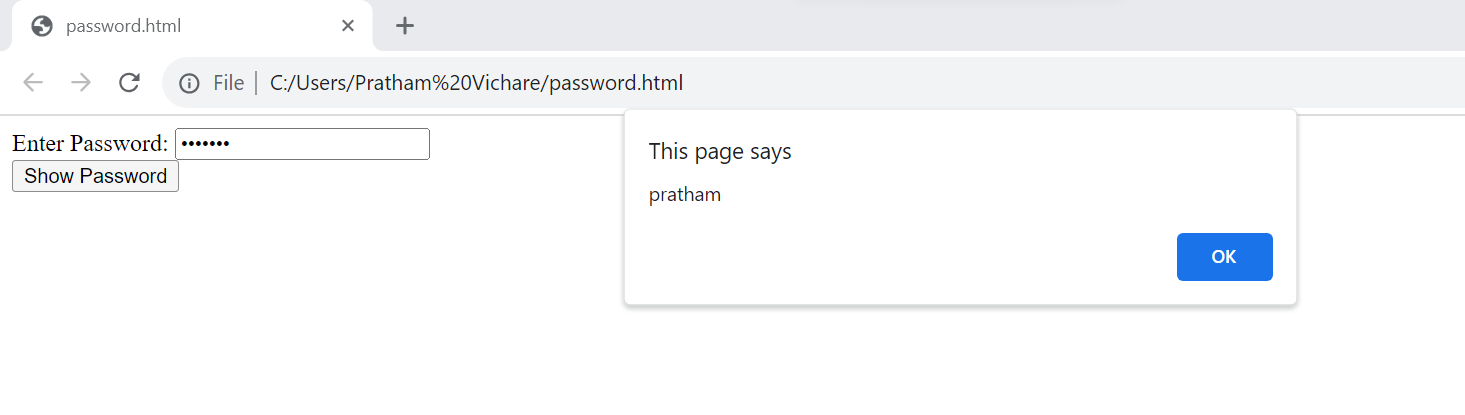 password.html
File C:/Users/Pratham%20Vichare/password.html
Enter Password: •••••••
Show Password
This page says
pratham
OK